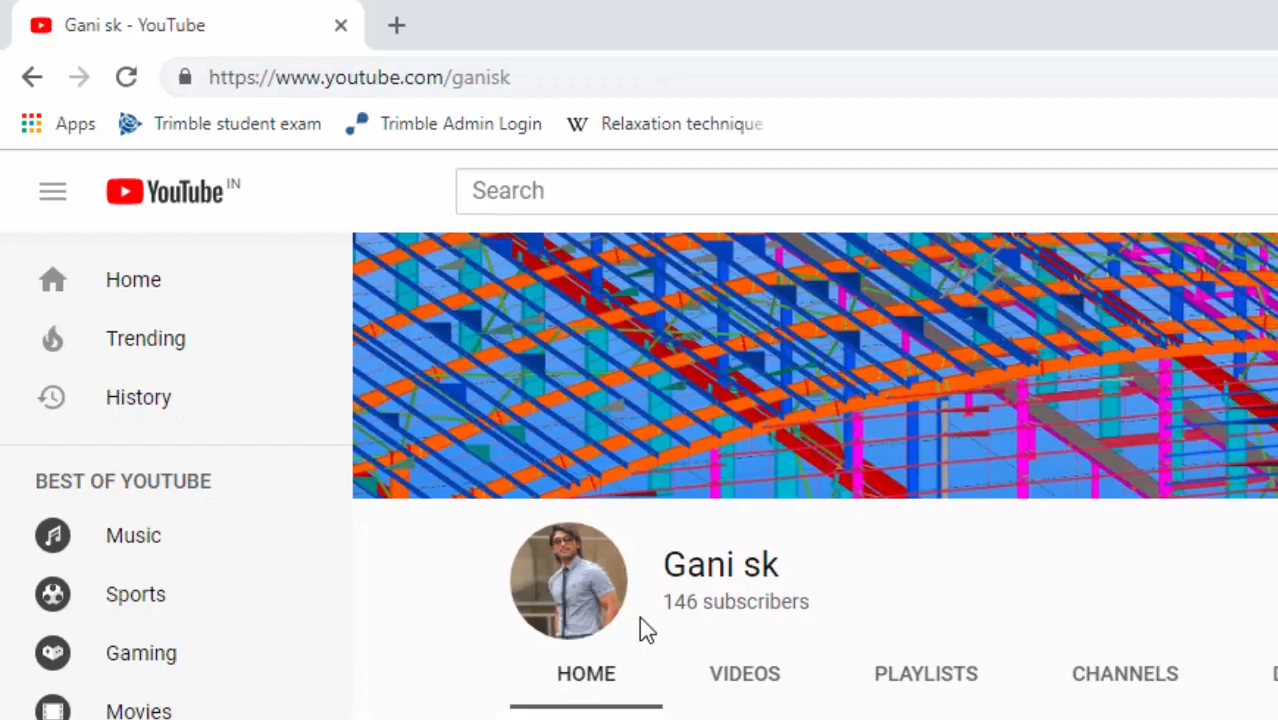 Gani sk - YouTube
https://www.youtube.com/ganisk
Apps
Trimble student exam
Trimble Admin Login
W Relaxation technique
YouTube IN
Search
Home
Trending
History
BEST OF YOUTUBE
Music
Sports
Gaming
Movies
Gani sk
146 subscribers
HOME
VIDEOS
PLAYLISTS
CHANNELS